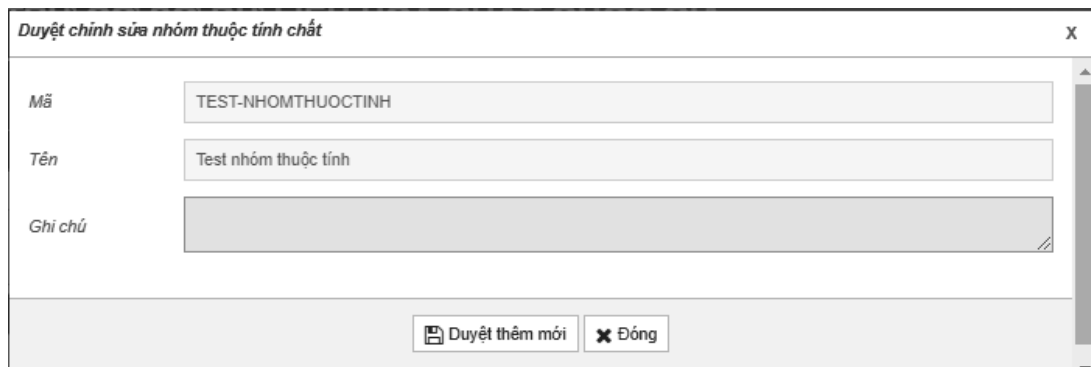 Duyệt chỉnh sửa nhóm thuộc tính chất
X
Mã
TEST-NHOMTHUOCTINH
Tên
Test nhóm thuộc tính
Ghi chú
Duyệt thêm mới
Đóng